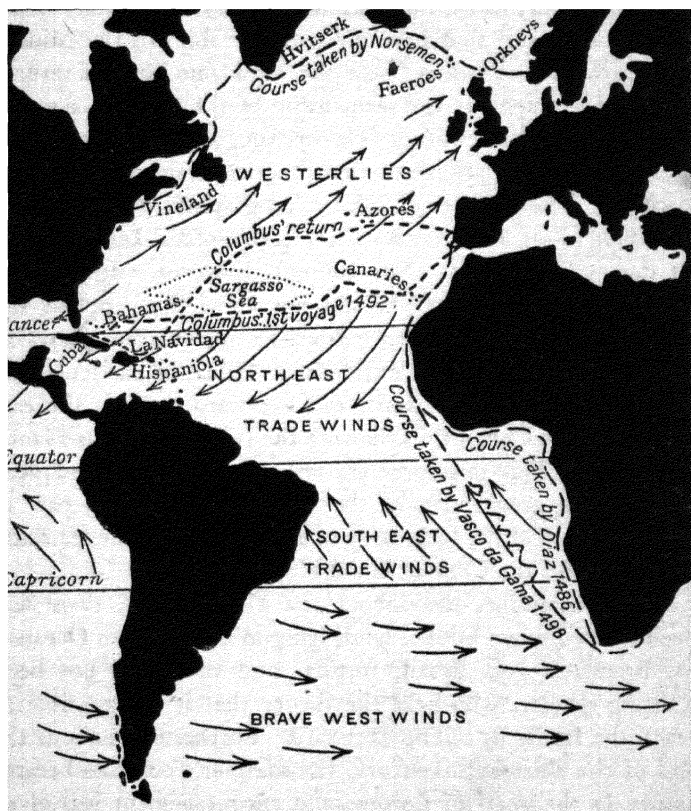 Hvitserk
Course taken by Norsemen
Orkneys
Faeroes
WESTERLIES
Vineland
Azores
Columbus' return
Canaries
Sargasso
Sea
Bahamas
Columbus 1st voyage 1492
ancer
Cuba
La Navidad
Hispaniola
NORTHEAST
TRADE WINDS
Course taken by Vasco da Gama 1498
Course taken by Diaz 1486
Equator
SOUTH EAST
TRADE WINDS
Capricorn
BRAVE WEST WINDS